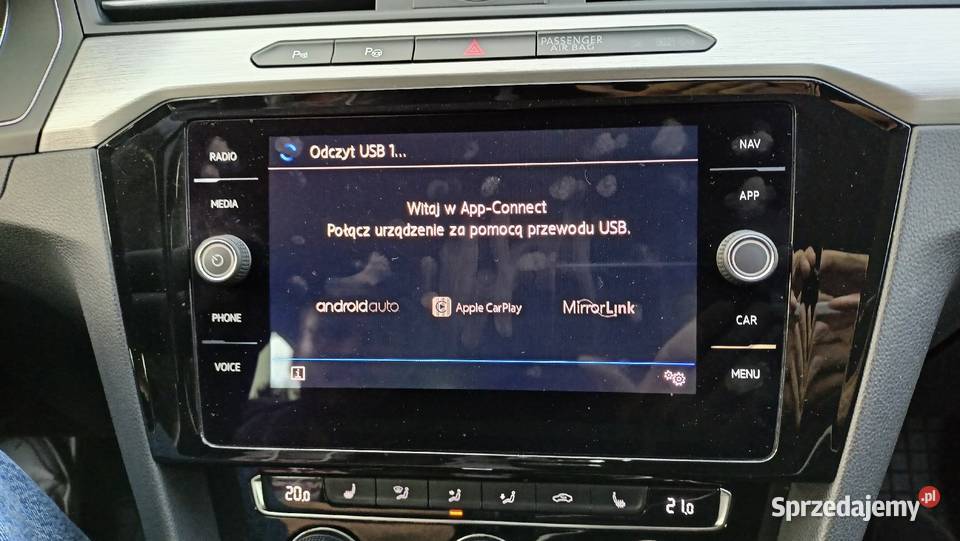 P
P
PASSENGER
AIR BAG
Odczyt USB 1...
RADIO
NAV
MEDIA
APP
Witaj w App-Connect
Połącz urządzenie za pomocą przewodu USB.
androidauto
Apple CarPlay
MirrorLink
PHONE
CAR
VOICE
MENU
i
20.0
21.0
Sprzedajemy.pl